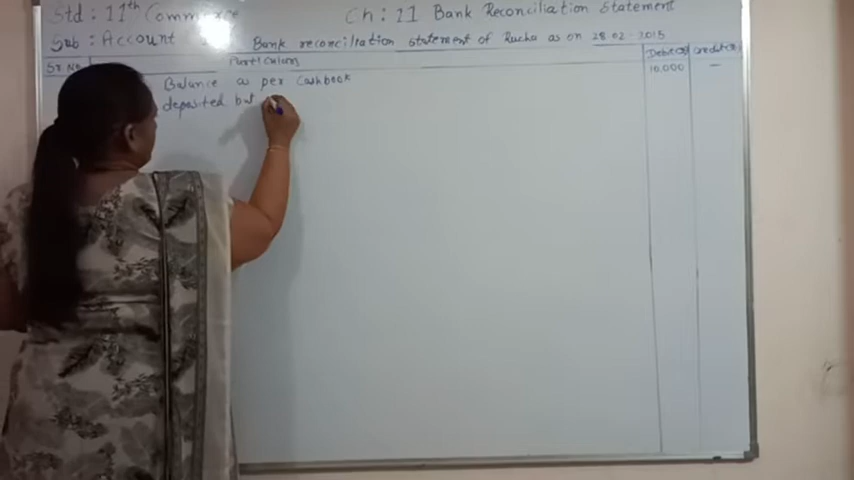 Std : 11th Commerce
Ch : 11 Bank Reconciliation Statement
Sub : Account
Bank reconciliation statement of Rucha as on 28-02-2015
Sr. No. Particulars Debit(₹) Credit(₹)
Balance as per Cashbook 10,000 —
deposited but